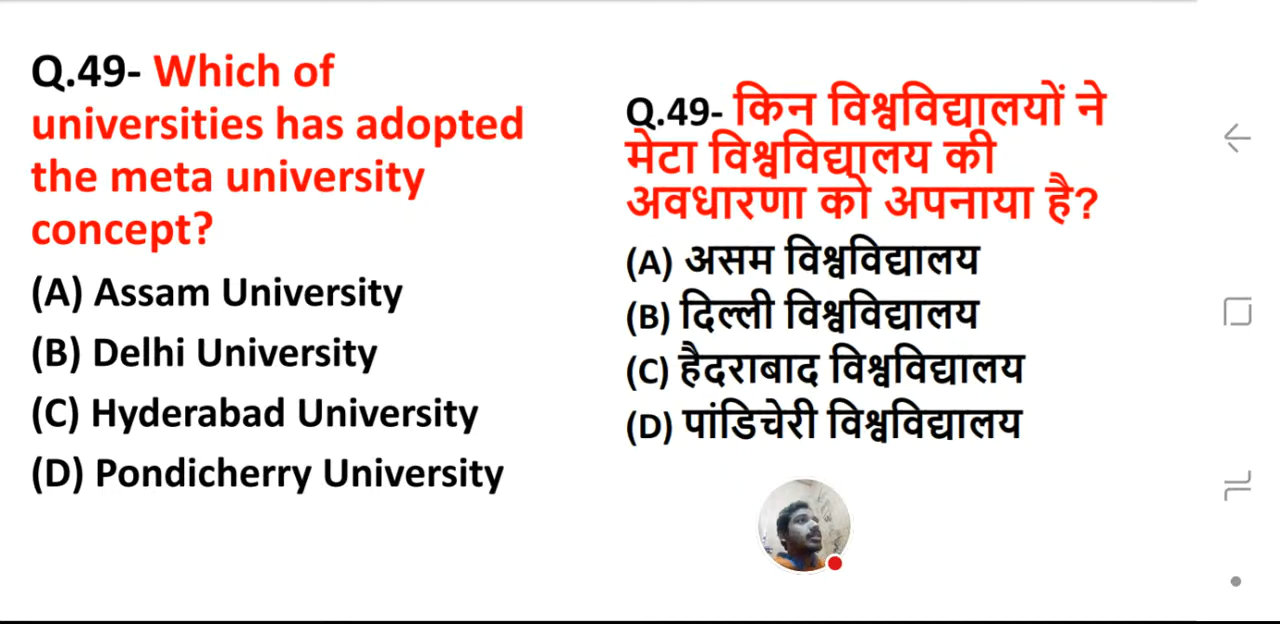 Q.49- Which of
universities has adopted
the meta university
concept?
(A) Assam University
(B) Delhi University
(C) Hyderabad University
(D) Pondicherry University
Q.49- किन विश्वविद्यालयों ने
मेटा विश्वविद्यालय की
अवधारणा को अपनाया है?
(A) असम विश्वविद्यालय
(B) दिल्ली विश्वविद्यालय
(C) हैदराबाद विश्वविद्यालय
(D) पांडिचेरी विश्वविद्यालय